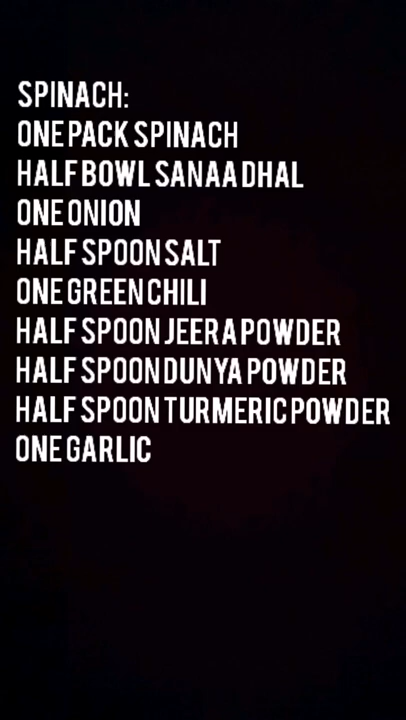 SPINACH:
ONE PACK SPINACH
HALF BOWL SANAA DHAL
ONE ONION
HALF SPOON SALT
ONE GREEN CHILI
HALF SPOON JEERA POWDER
HALF SPOON DUNYA POWDER
HALF SPOON TURMERIC POWDER
ONE GARLIC